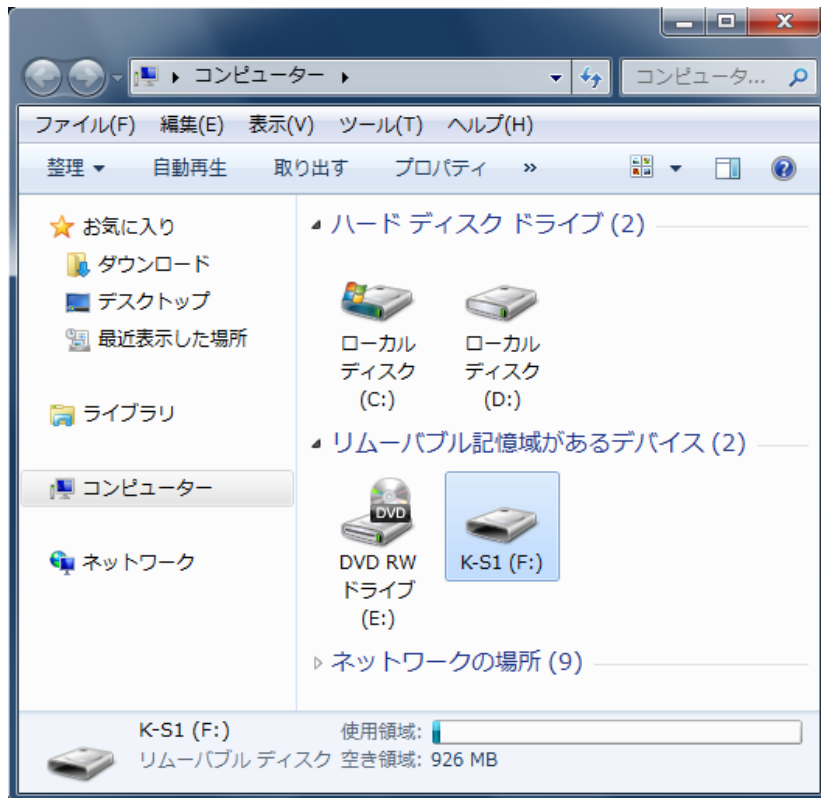 コンピューター
コンピュータ...
ファイル(F) 編集(E) 表示(V) ツール(T) ヘルプ(H)
整理 自動再生 取り出す プロパティ »
お気に入り
ダウンロード
デスクトップ
最近表示した場所
ライブラリ
コンピューター
ネットワーク
ハード ディスク ドライブ (2)
ローカル
ディスク
(C:)
ローカル
ディスク
(D:)
リムーバブル記憶域があるデバイス (2)
DVD
DVD RW
ドライブ
(E:)
K-S1 (F:)
ネットワークの場所 (9)
K-S1 (F:) 使用領域:
リムーバブル ディスク 空き領域: 926 MB